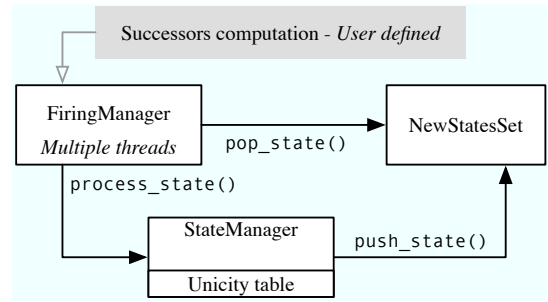 Successors computation - User defined
FiringManager
Multiple threads
NewStatesSet
pop_state()
process_state()
StateManager
push_state()
Unicity table